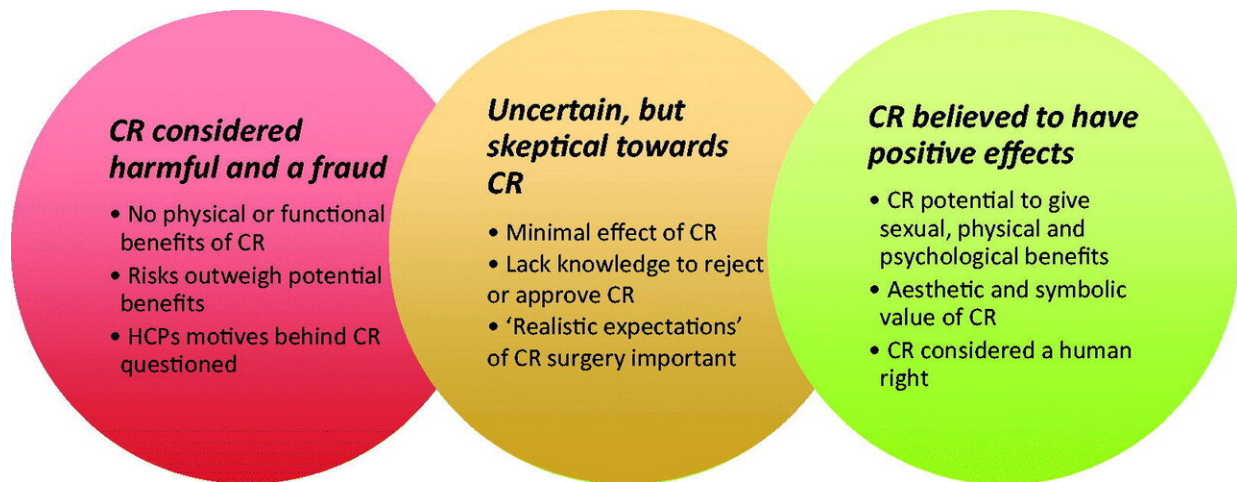 CR considered
harmful and a fraud
• No physical or functional
benefits of CR
• Risks outweigh potential
benefits
• HCPs motives behind CR
questioned
Uncertain, but
skeptical towards
CR
• Minimal effect of CR
• Lack knowledge to reject
or approve CR
• ‘Realistic expectations’
of CR surgery important
CR believed to have
positive effects
• CR potential to give
sexual, physical and
psychological benefits
• Aesthetic and symbolic
value of CR
• CR considered a human
right